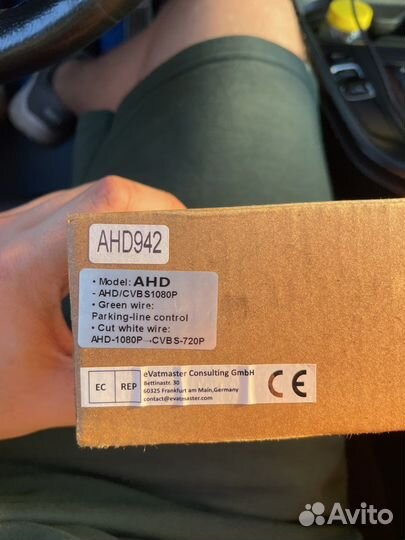 AHD942
• Model: AHD
- AHD/CVBS1080P
• Green wire:
Parking-line control
• Cut white wire:
AHD-1080P→CVBS-720P
EC REP
eVatmaster Consulting GmbH
Bettinastr. 30
60325 Frankfurt am Main,Germany
contact@evatmaster.com
CE
Avito